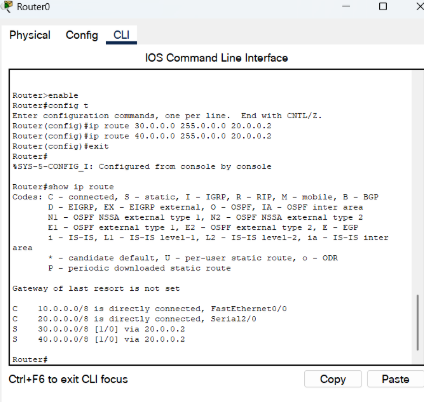 Router0
Physical Config CLI
IOS Command Line Interface
Router>enable
Router#config t
Enter configuration commands, one per line.  End with CNTL/Z.
Router(config)#ip route 30.0.0.0 255.0.0.0 20.0.0.2
Router(config)#ip route 40.0.0.0 255.0.0.0 20.0.0.2
Router(config)#exit
Router#
%SYS-5-CONFIG_I: Configured from console by console
Router#show ip route
Codes: C - connected, S - static, I - IGRP, R - RIP, M - mobile, B - BGP
D - EIGRP, EX - EIGRP external, O - OSPF, IA - OSPF inter area
N1 - OSPF NSSA external type 1, N2 - OSPF NSSA external type 2
E1 - OSPF external type 1, E2 - OSPF external type 2, E - EGP
i - IS-IS, L1 - IS-IS level-1, L2 - IS-IS level-2, ia - IS-IS inter
area
* - candidate default, U - per-user static route, o - ODR
P - periodic downloaded static route
Gateway of last resort is not set
C    10.0.0.0/8 is directly connected, FastEthernet0/0
C    20.0.0.0/8 is directly connected, Serial2/0
S    30.0.0.0/8 [1/0] via 20.0.0.2
S    40.0.0.0/8 [1/0] via 20.0.0.2
Router#
Ctrl+F6 to exit CLI focus
Copy Paste